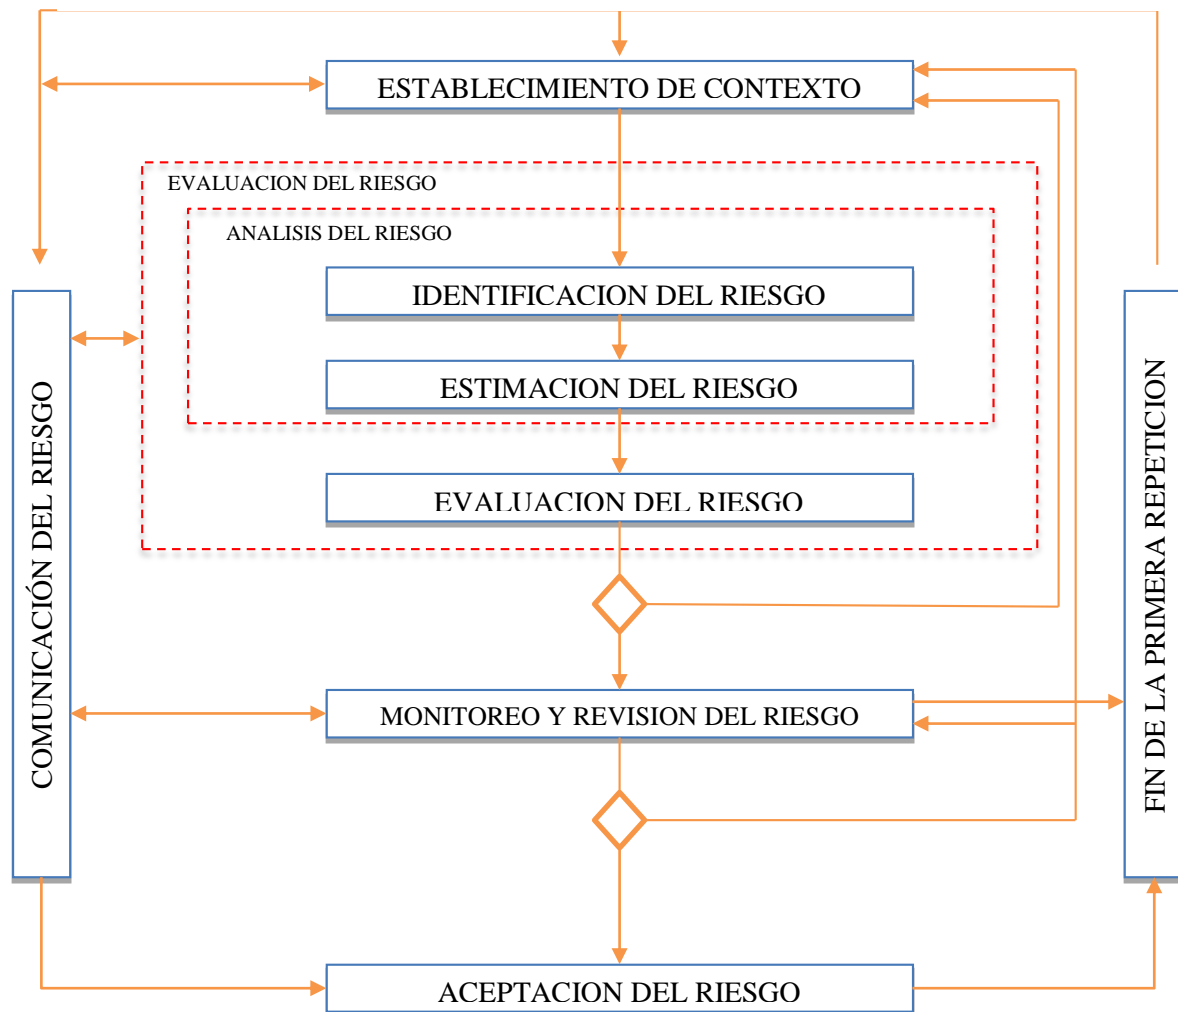 ESTABLECIMIENTO DE CONTEXTO
EVALUACION DEL RIESGO
ANALISIS DEL RIESGO
IDENTIFICACION DEL RIESGO
ESTIMACION DEL RIESGO
EVALUACION DEL RIESGO
COMUNICACIÓN DEL RIESGO
FIN DE LA PRIMERA REPETICION
MONITOREO Y REVISION DEL RIESGO
ACEPTACION DEL RIESGO